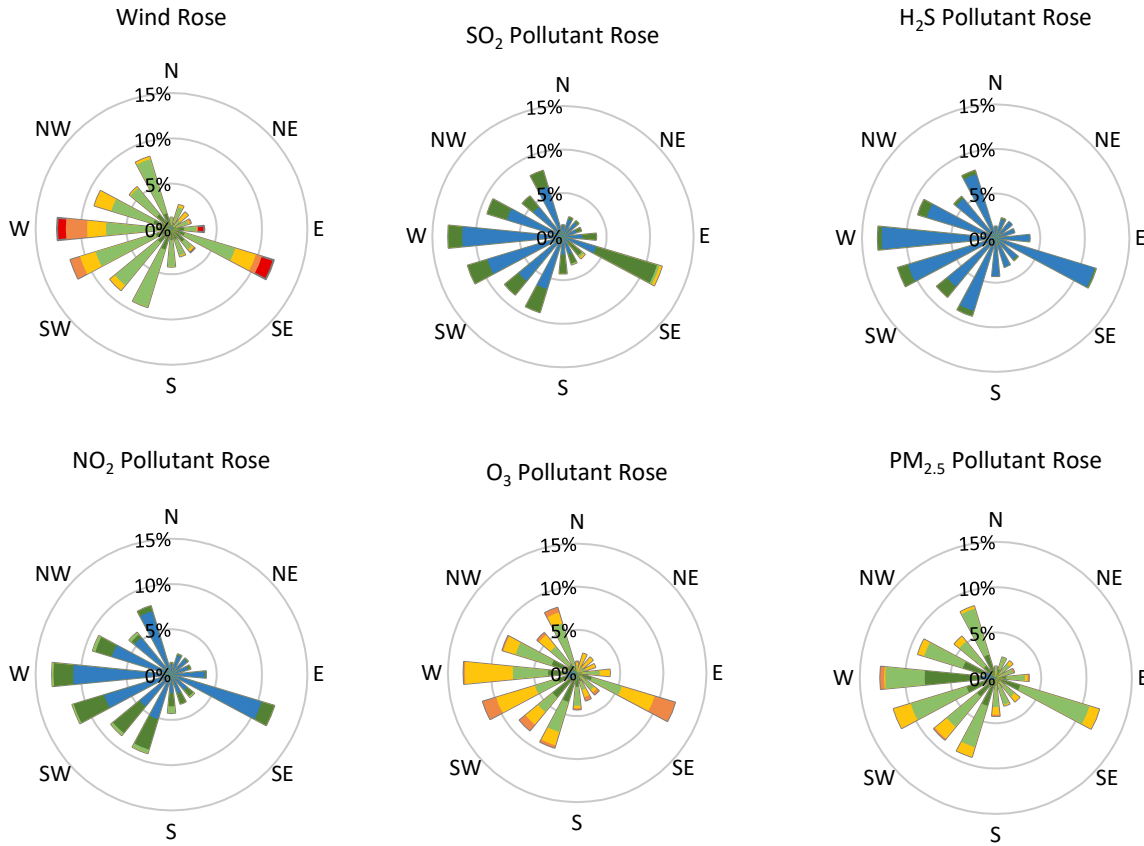 Wind Rose
N
15%
NW
NE
10%
5%
W
0%
E
SW
SE
S
SO₂ Pollutant Rose
N
15%
NW
NE
10%
5%
W
0%
E
SW
SE
S
H₂S Pollutant Rose
N
15%
NW
NE
10%
5%
W
0%
E
SW
SE
S
NO₂ Pollutant Rose
N
15%
NW
NE
10%
5%
W
0%
E
SW
SE
S
O₃ Pollutant Rose
N
15%
NW
NE
10%
5%
W
0%
E
SW
SE
S
PM₂.₅ Pollutant Rose
N
15%
NW
NE
10%
5%
W
0%
E
SW
SE
S